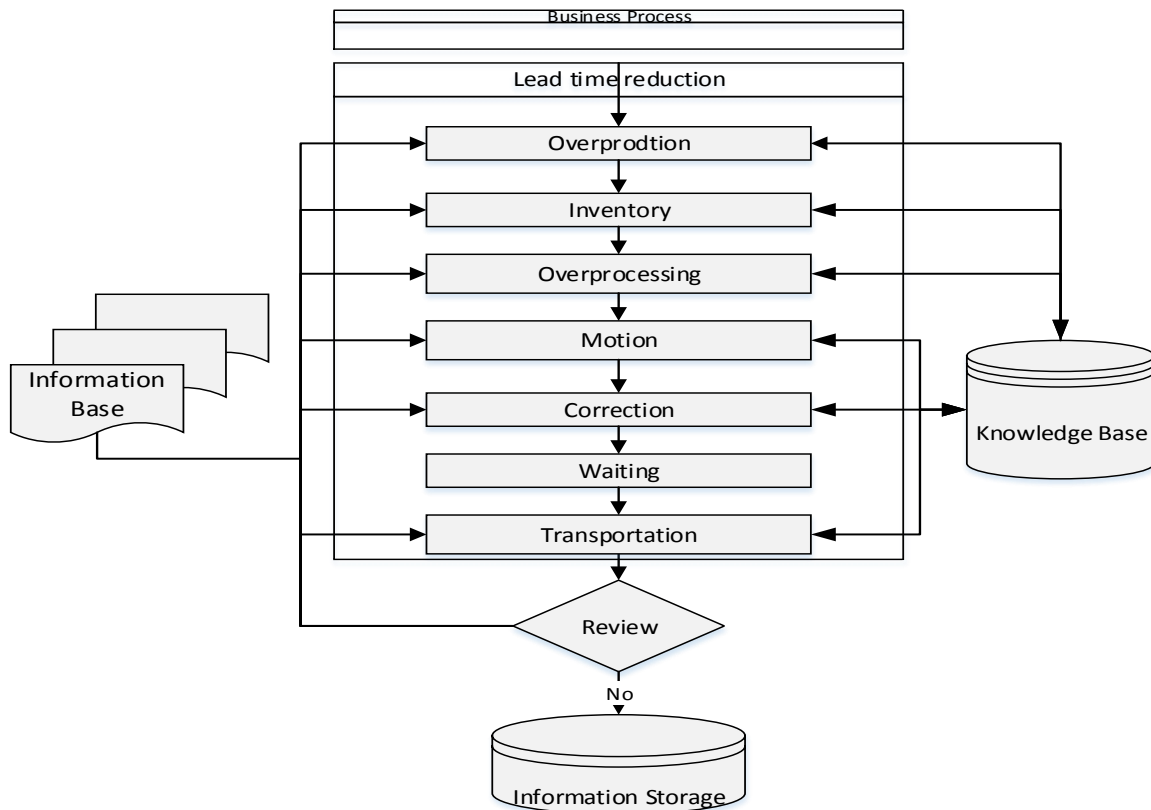 Business Process
Lead time reduction
Overprodtion
Inventory
Overprocessing
Motion
Information
Base
Correction
Knowledge Base
Waiting
Transportation
Review
No
Information Storage